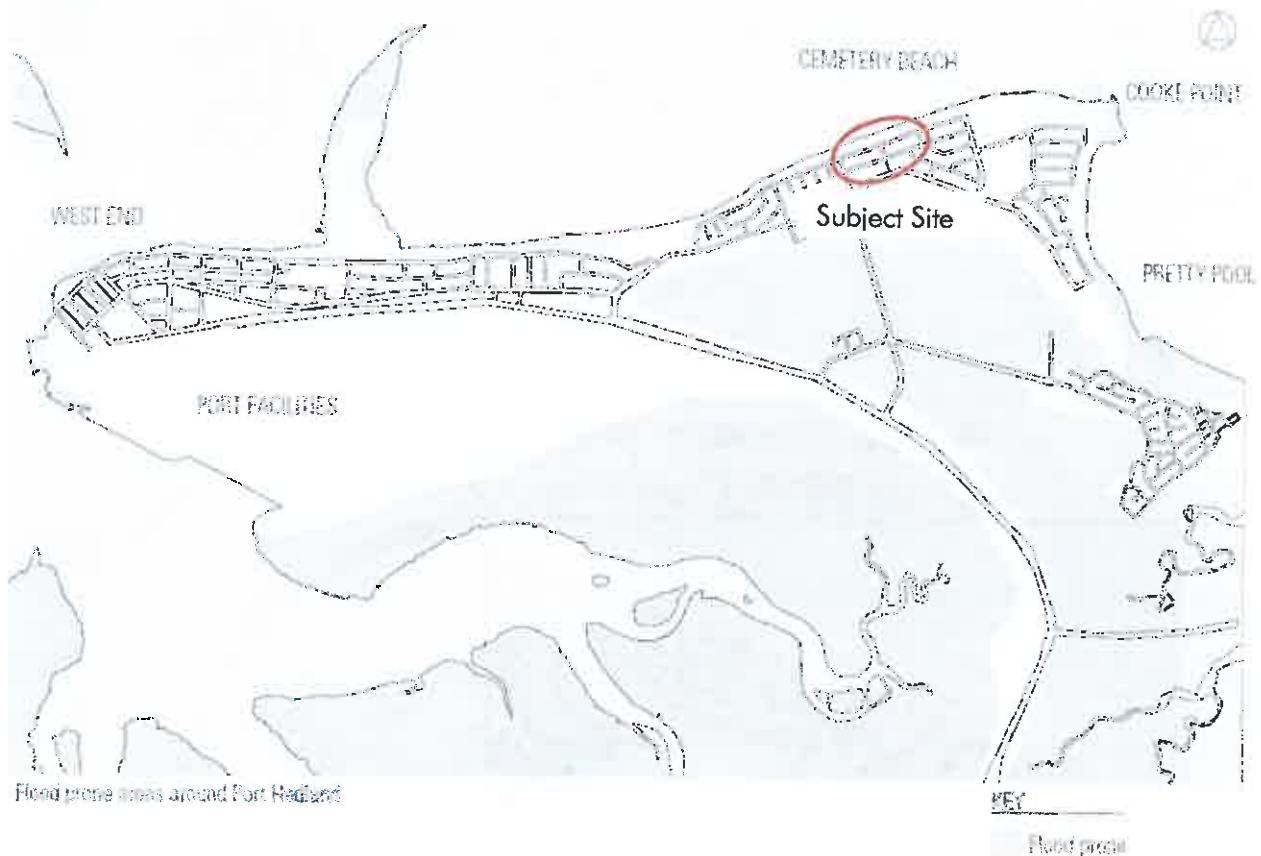 CEMETERY BEACH
COOKE POINT
WEST END
Subject Site
PRETTY POOL
PORT FACILITIES
Flood prone areas around Port Hedland
KEY
Flood prone